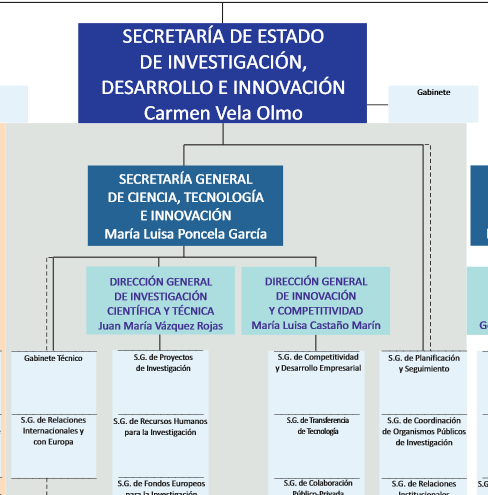 SECRETARÍA DE ESTADO
DE INVESTIGACIÓN,
DESARROLLO E INNOVACIÓN
Carmen Vela Olmo
Gabinete
SECRETARÍA GENERAL
DE CIENCIA, TECNOLOGÍA
E INNOVACIÓN
María Luisa Poncela García
DIRECCIÓN GENERAL
DE INVESTIGACIÓN
CIENTÍFICA Y TÉCNICA
Juan María Vázquez Rojas
DIRECCIÓN GENERAL
DE INNOVACIÓN
Y COMPETITIVIDAD
María Luisa Castaño Marín
Gabinete Técnico
S.G. de Relaciones
Internacionales y
con Europa
S.G. de Proyectos
de Investigación
S.G. de Recursos Humanos
para la Investigación
S.G. de Fondos Europeos
para la Investigación
S.G. de Competitividad
y Desarrollo Empresarial
S.G. de Transferencia
de Tecnología
S.G. de Colaboración
Público-Privada
S.G. de Planificación
y Seguimiento
S.G. de Coordinación
de Organismos Públicos
de Investigación
S.G. de Relaciones
Institucionales